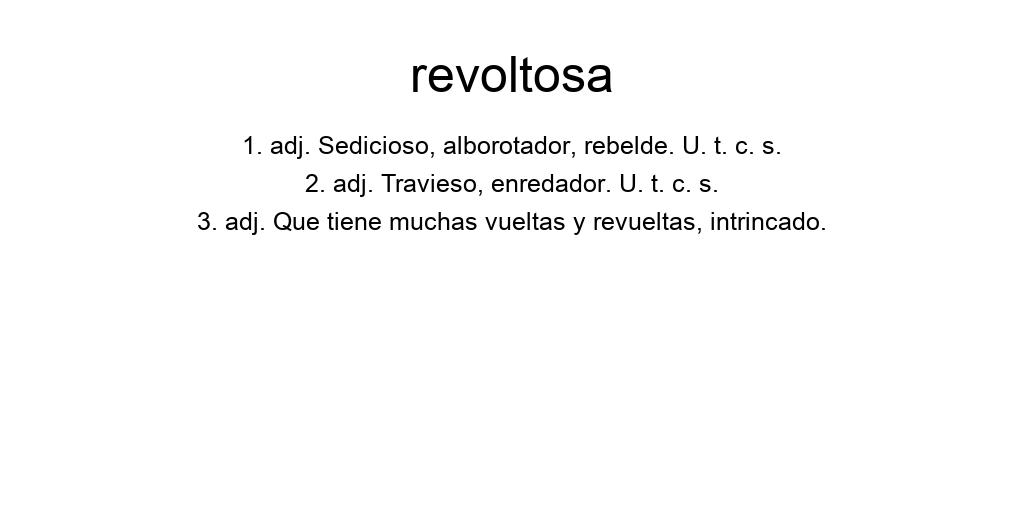 revoltosa
1. adj. Sedicioso, alborotador, rebelde. U. t. c. s.
2. adj. Travieso, enredador. U. t. c. s.
3. adj. Que tiene muchas vueltas y revueltas, intrincado.